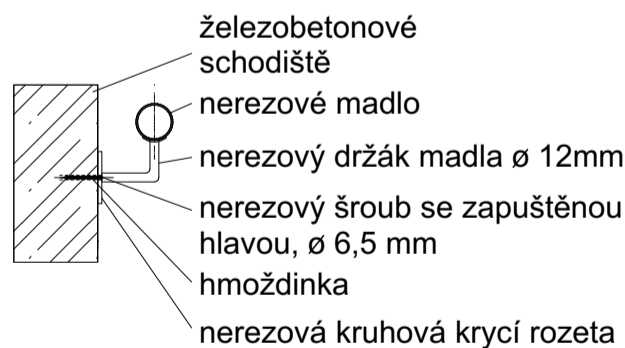 železobetonové
schodiště
nerezové madlo
nerezový držák madla ø 12mm
nerezový šroub se zapuštěnou
hlavou, ø 6,5 mm
hmoždinka
nerezová kruhová krycí rozeta